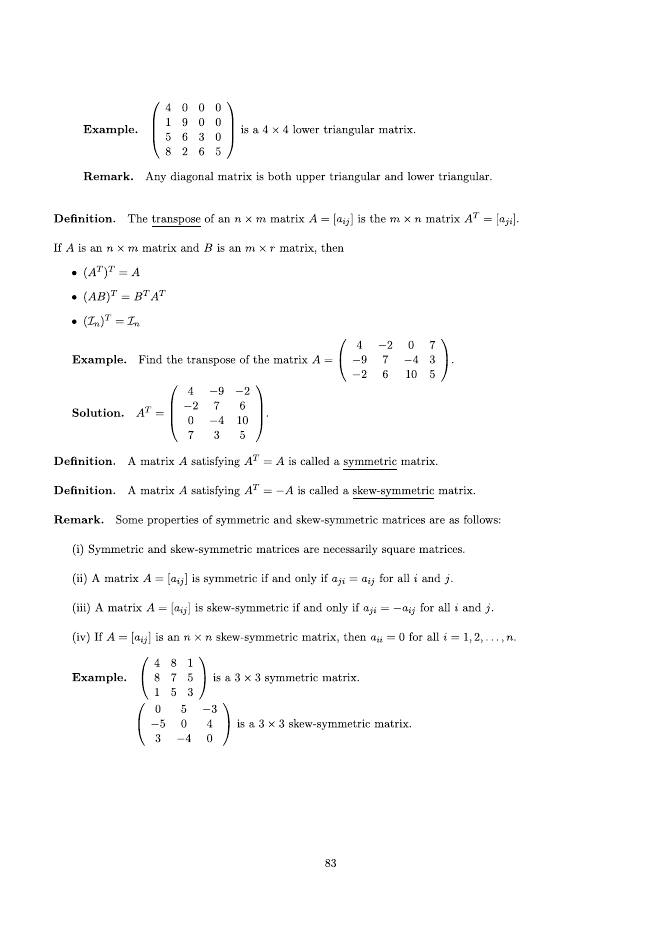 4 0 0 0
1 9 0 0
Example. is a 4 × 4 lower triangular matrix.
5 6 3 0
8 2 6 5
Remark. Any diagonal matrix is both upper triangular and lower triangular.
Definition. The transpose of an n × m matrix A = [aᵢⱼ] is the m × n matrix Aᵀ = [aⱼᵢ].
If A is an n × m matrix and B is an m × r matrix, then
• (Aᵀ)ᵀ = A
• (AB)ᵀ = BᵀAᵀ
• (ℐₙ)ᵀ = ℐₙ
4 −2 0 7
Example. Find the transpose of the matrix A = ( −9 7 −4 3 ).
−2 6 10 5
4 −9 −2
−2 7 6
Solution. Aᵀ = ( ).
0 −4 10
7 3 5
Definition. A matrix A satisfying Aᵀ = A is called a symmetric matrix.
Definition. A matrix A satisfying Aᵀ = −A is called a skew-symmetric matrix.
Remark. Some properties of symmetric and skew-symmetric matrices are as follows:
(i) Symmetric and skew-symmetric matrices are necessarily square matrices.
(ii) A matrix A = [aᵢⱼ] is symmetric if and only if aⱼᵢ = aᵢⱼ for all i and j.
(iii) A matrix A = [aᵢⱼ] is skew-symmetric if and only if aⱼᵢ = −aᵢⱼ for all i and j.
(iv) If A = [aᵢⱼ] is an n × n skew-symmetric matrix, then aᵢᵢ = 0 for all i = 1, 2, . . . , n.
4 8 1
Example. ( 8 7 5 ) is a 3 × 3 symmetric matrix.
1 5 3
0 5 −3
( −5 0 4 ) is a 3 × 3 skew-symmetric matrix.
3 −4 0
83